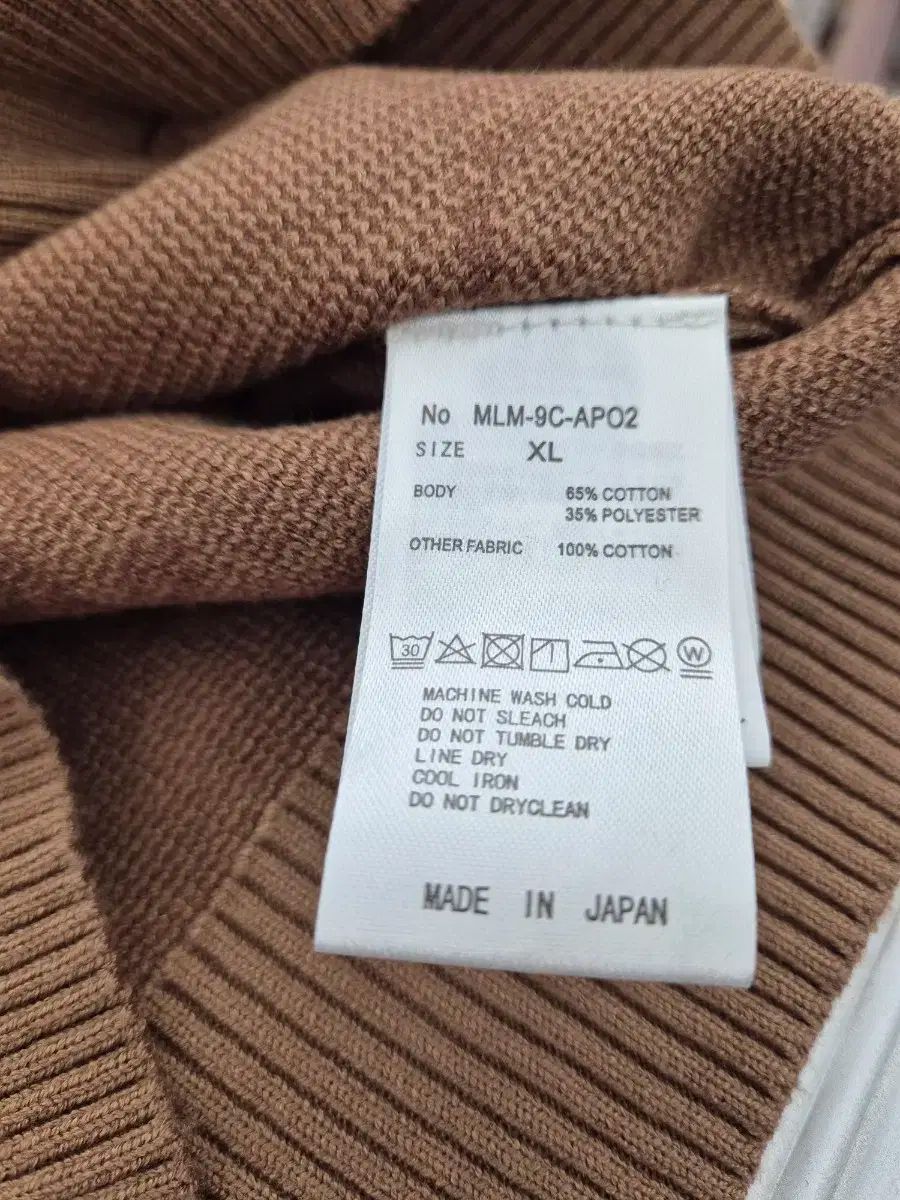 No MLM-9C-APO2
SIZE XL
BODY 65% COTTON
35% POLYESTER
OTHER FABRIC 100% COTTON
30 W
MACHINE WASH COLD
DO NOT SLEACH
DO NOT TUMBLE DRY
LINE DRY
COOL IRON
DO NOT DRYCLEAN
MADE IN JAPAN